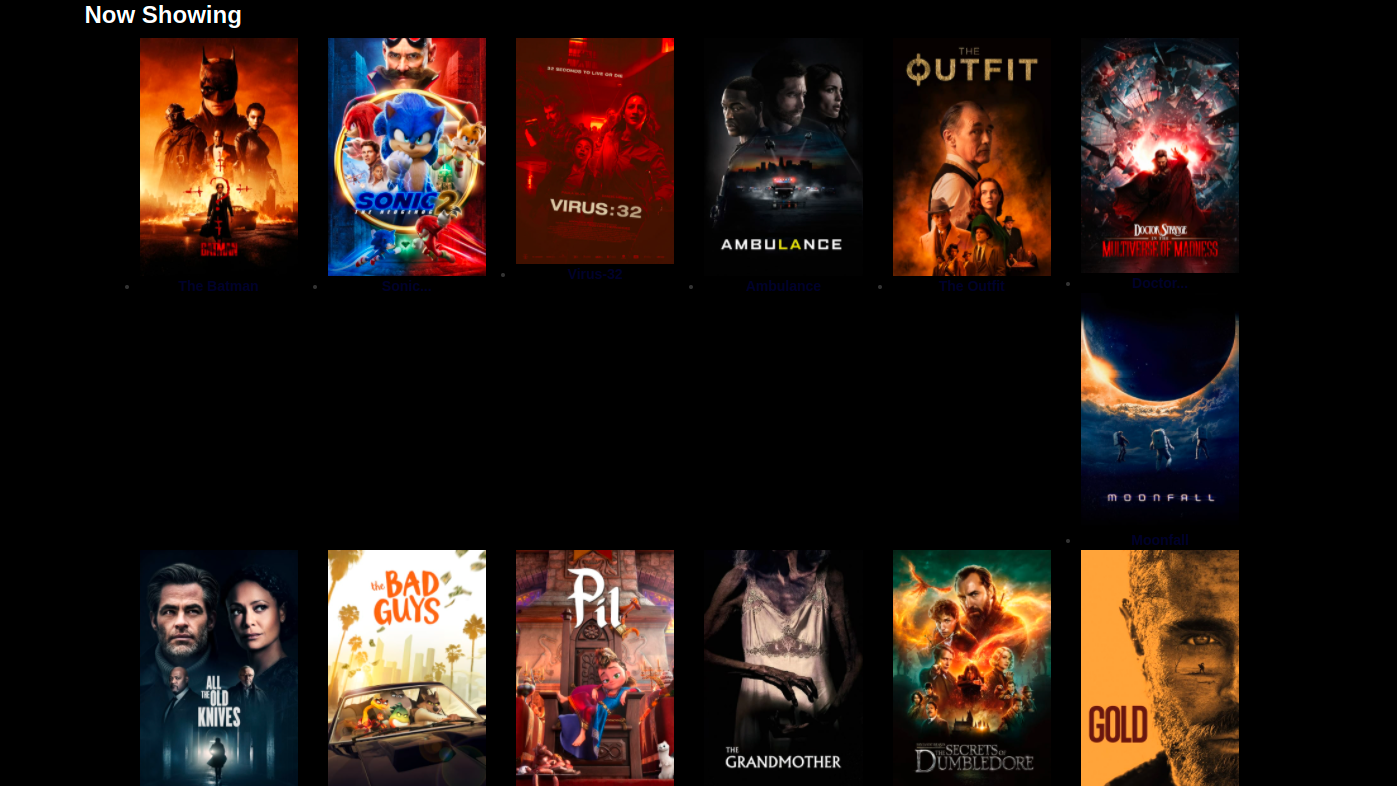 Now Showing
THE BATMAN
SONIC 2
THE HEDGEHOG
32 SECONDS TO LIVE OR DIE
VIRUS:32
AMBULANCE
THE
OUTFIT
DOCTOR STRANGE
IN THE
MULTIVERSE OF MADNESS
The Batman
Sonic...
Virus:32
Ambulance
The Outfit
Doctor...
MOONFALL
Moonfall
ALL
THE OLD
KNIVES
the BAD
GUYS
Pil
THE
GRANDMOTHER
THE SECRETS OF
DUMBLEDORE
GOLD